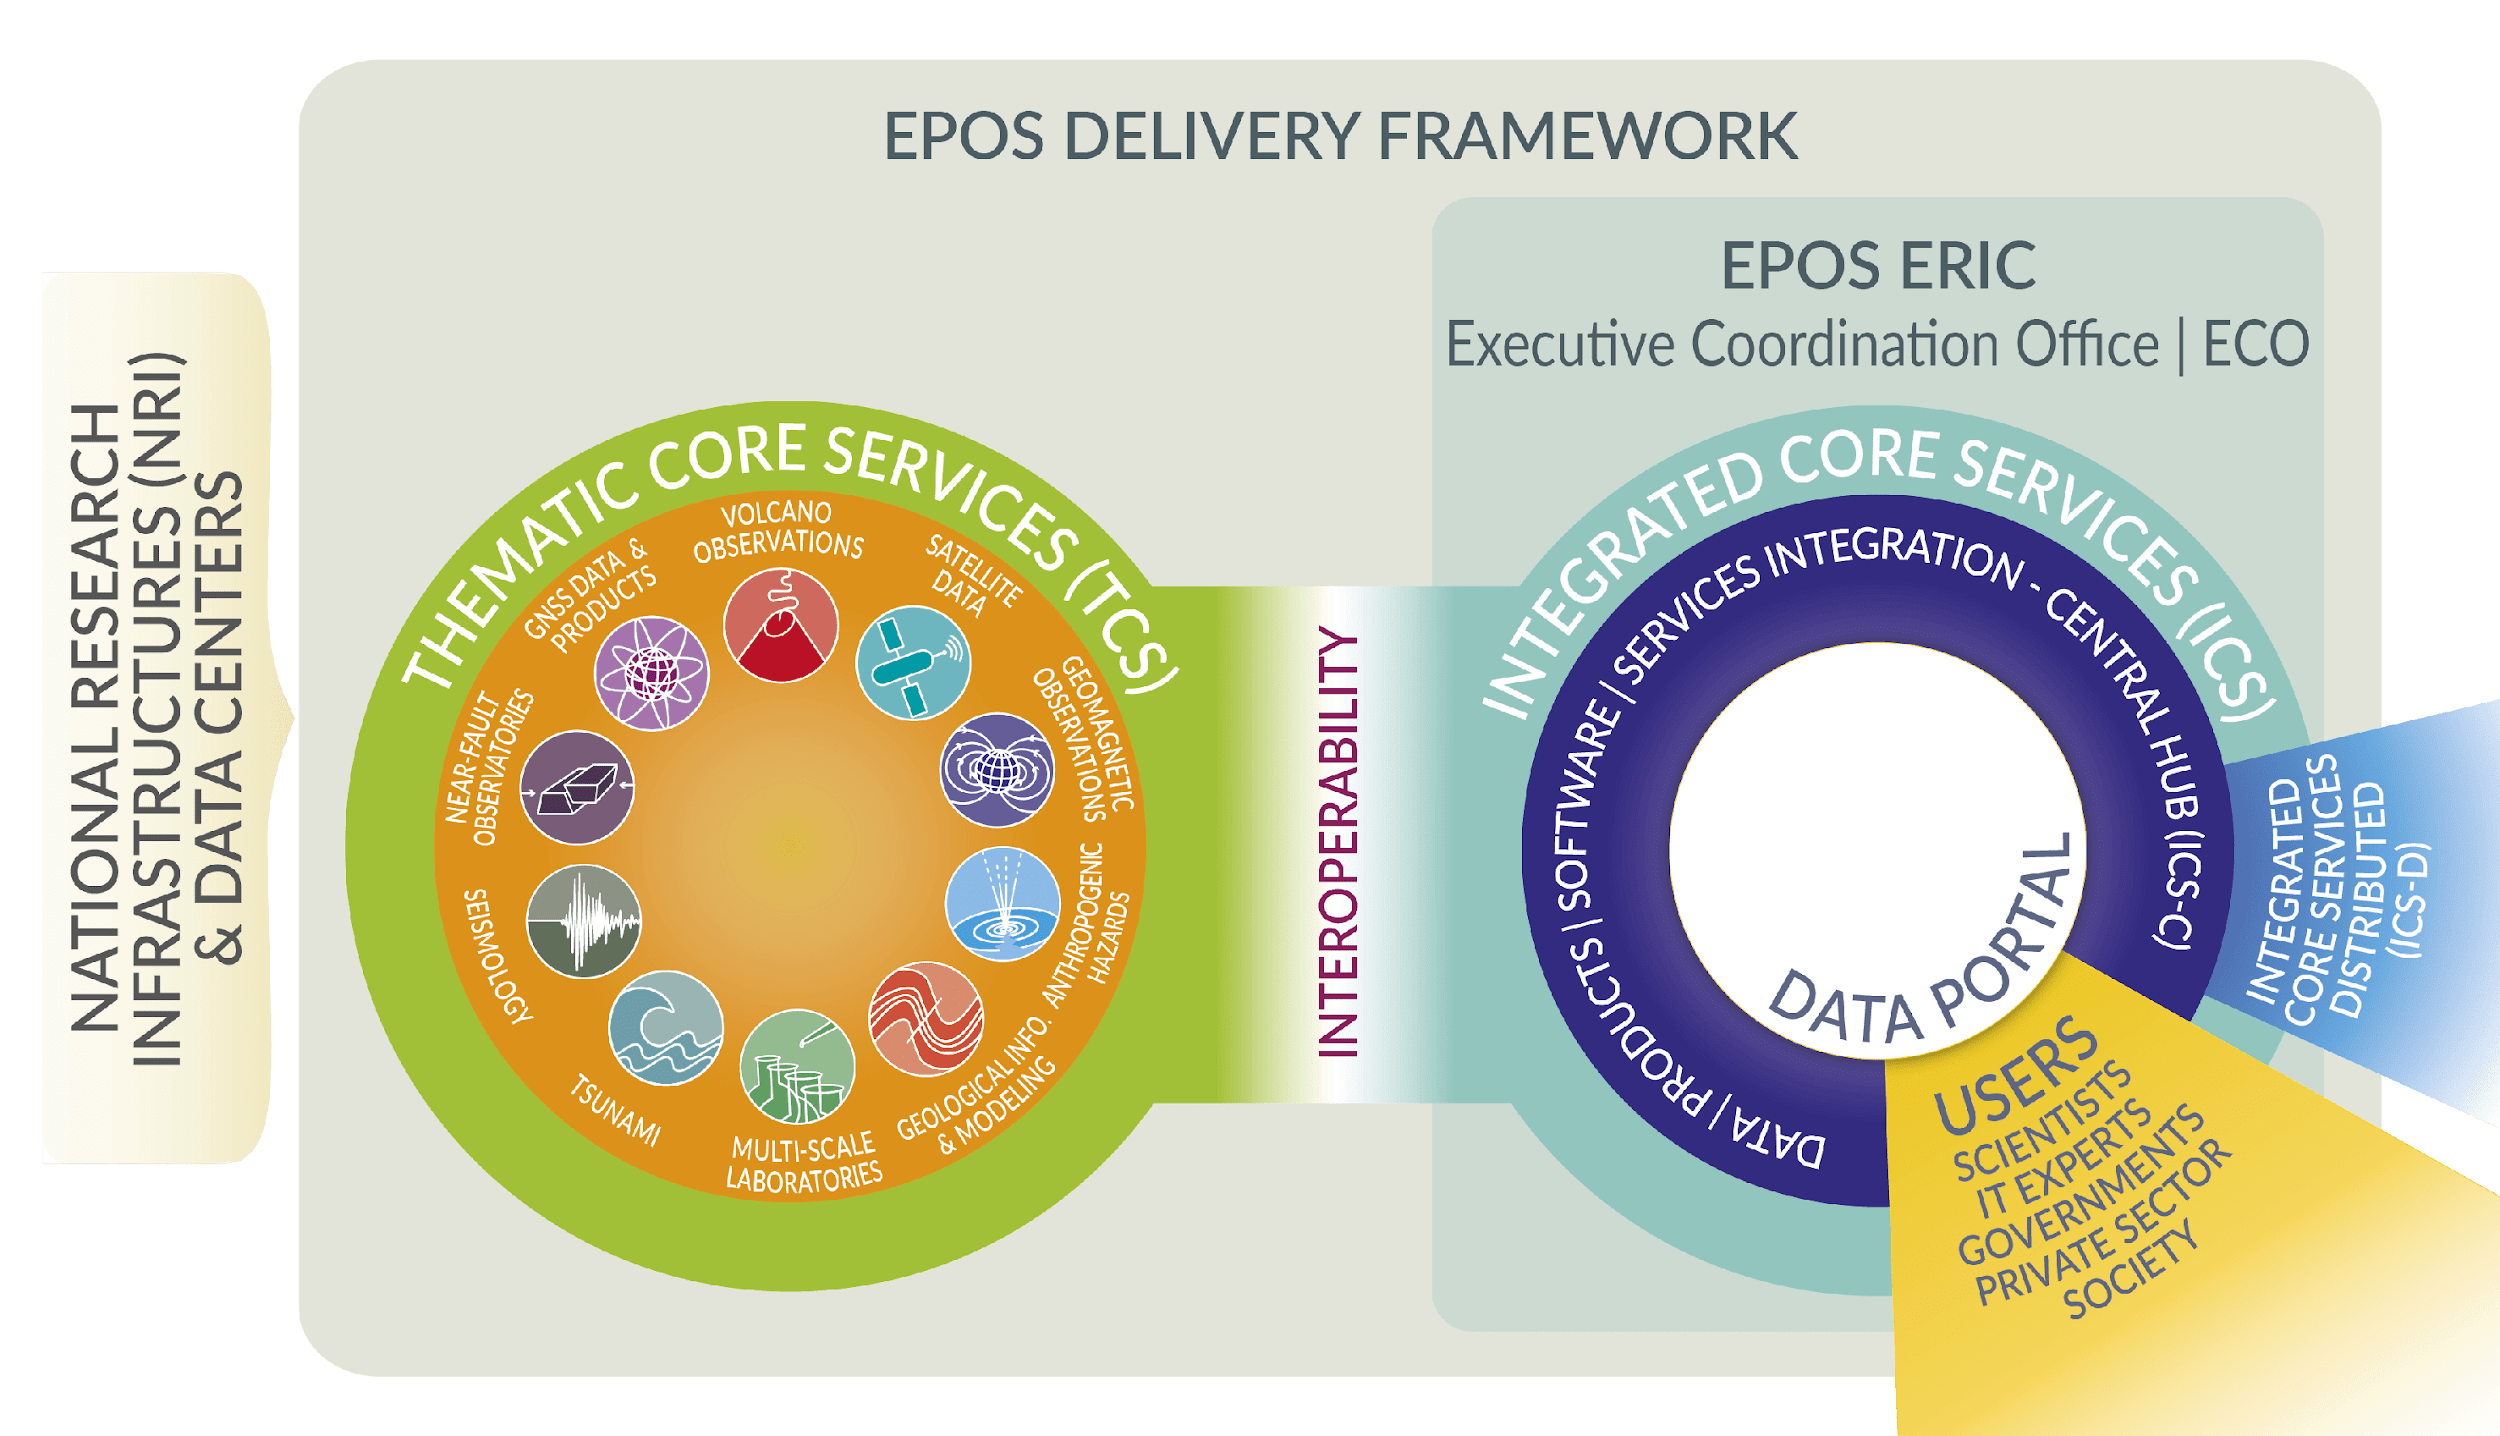 EPOS DELIVERY FRAMEWORK
NATIONAL RESEARCH
INFRASTRUCTURES (NRI)
& DATA CENTERS
THEMATIC CORE SERVICES (TCS)
VOLCANO
OBSERVATIONS
SATELLITE
DATA
GEOMAGNETIC
OBSERVATIONS
ANTHROPOGENIC
HAZARDS
GEOLOGICAL INFO.
& MODELING
MULTI-SCALE
LABORATORIES
TSUNAMI
SEISMOLOGY
NEAR-FAULT
OBSERVATORIES
GNSS DATA &
PRODUCTS
INTEROPERABILITY
EPOS ERIC
Executive Coordination Office | ECO
INTEGRATED CORE SERVICES (ICS)
DATA | PRODUCTS | SOFTWARE | SERVICES INTEGRATION - CENTRAL HUB (ICS-C)
DATA PORTAL
INTEGRATED
CORE SERVICES
DISTRIBUTED
(ICS-D)
USERS
SCIENTISTS
IT EXPERTS
GOVERNMENTS
PRIVATE SECTOR
SOCIETY